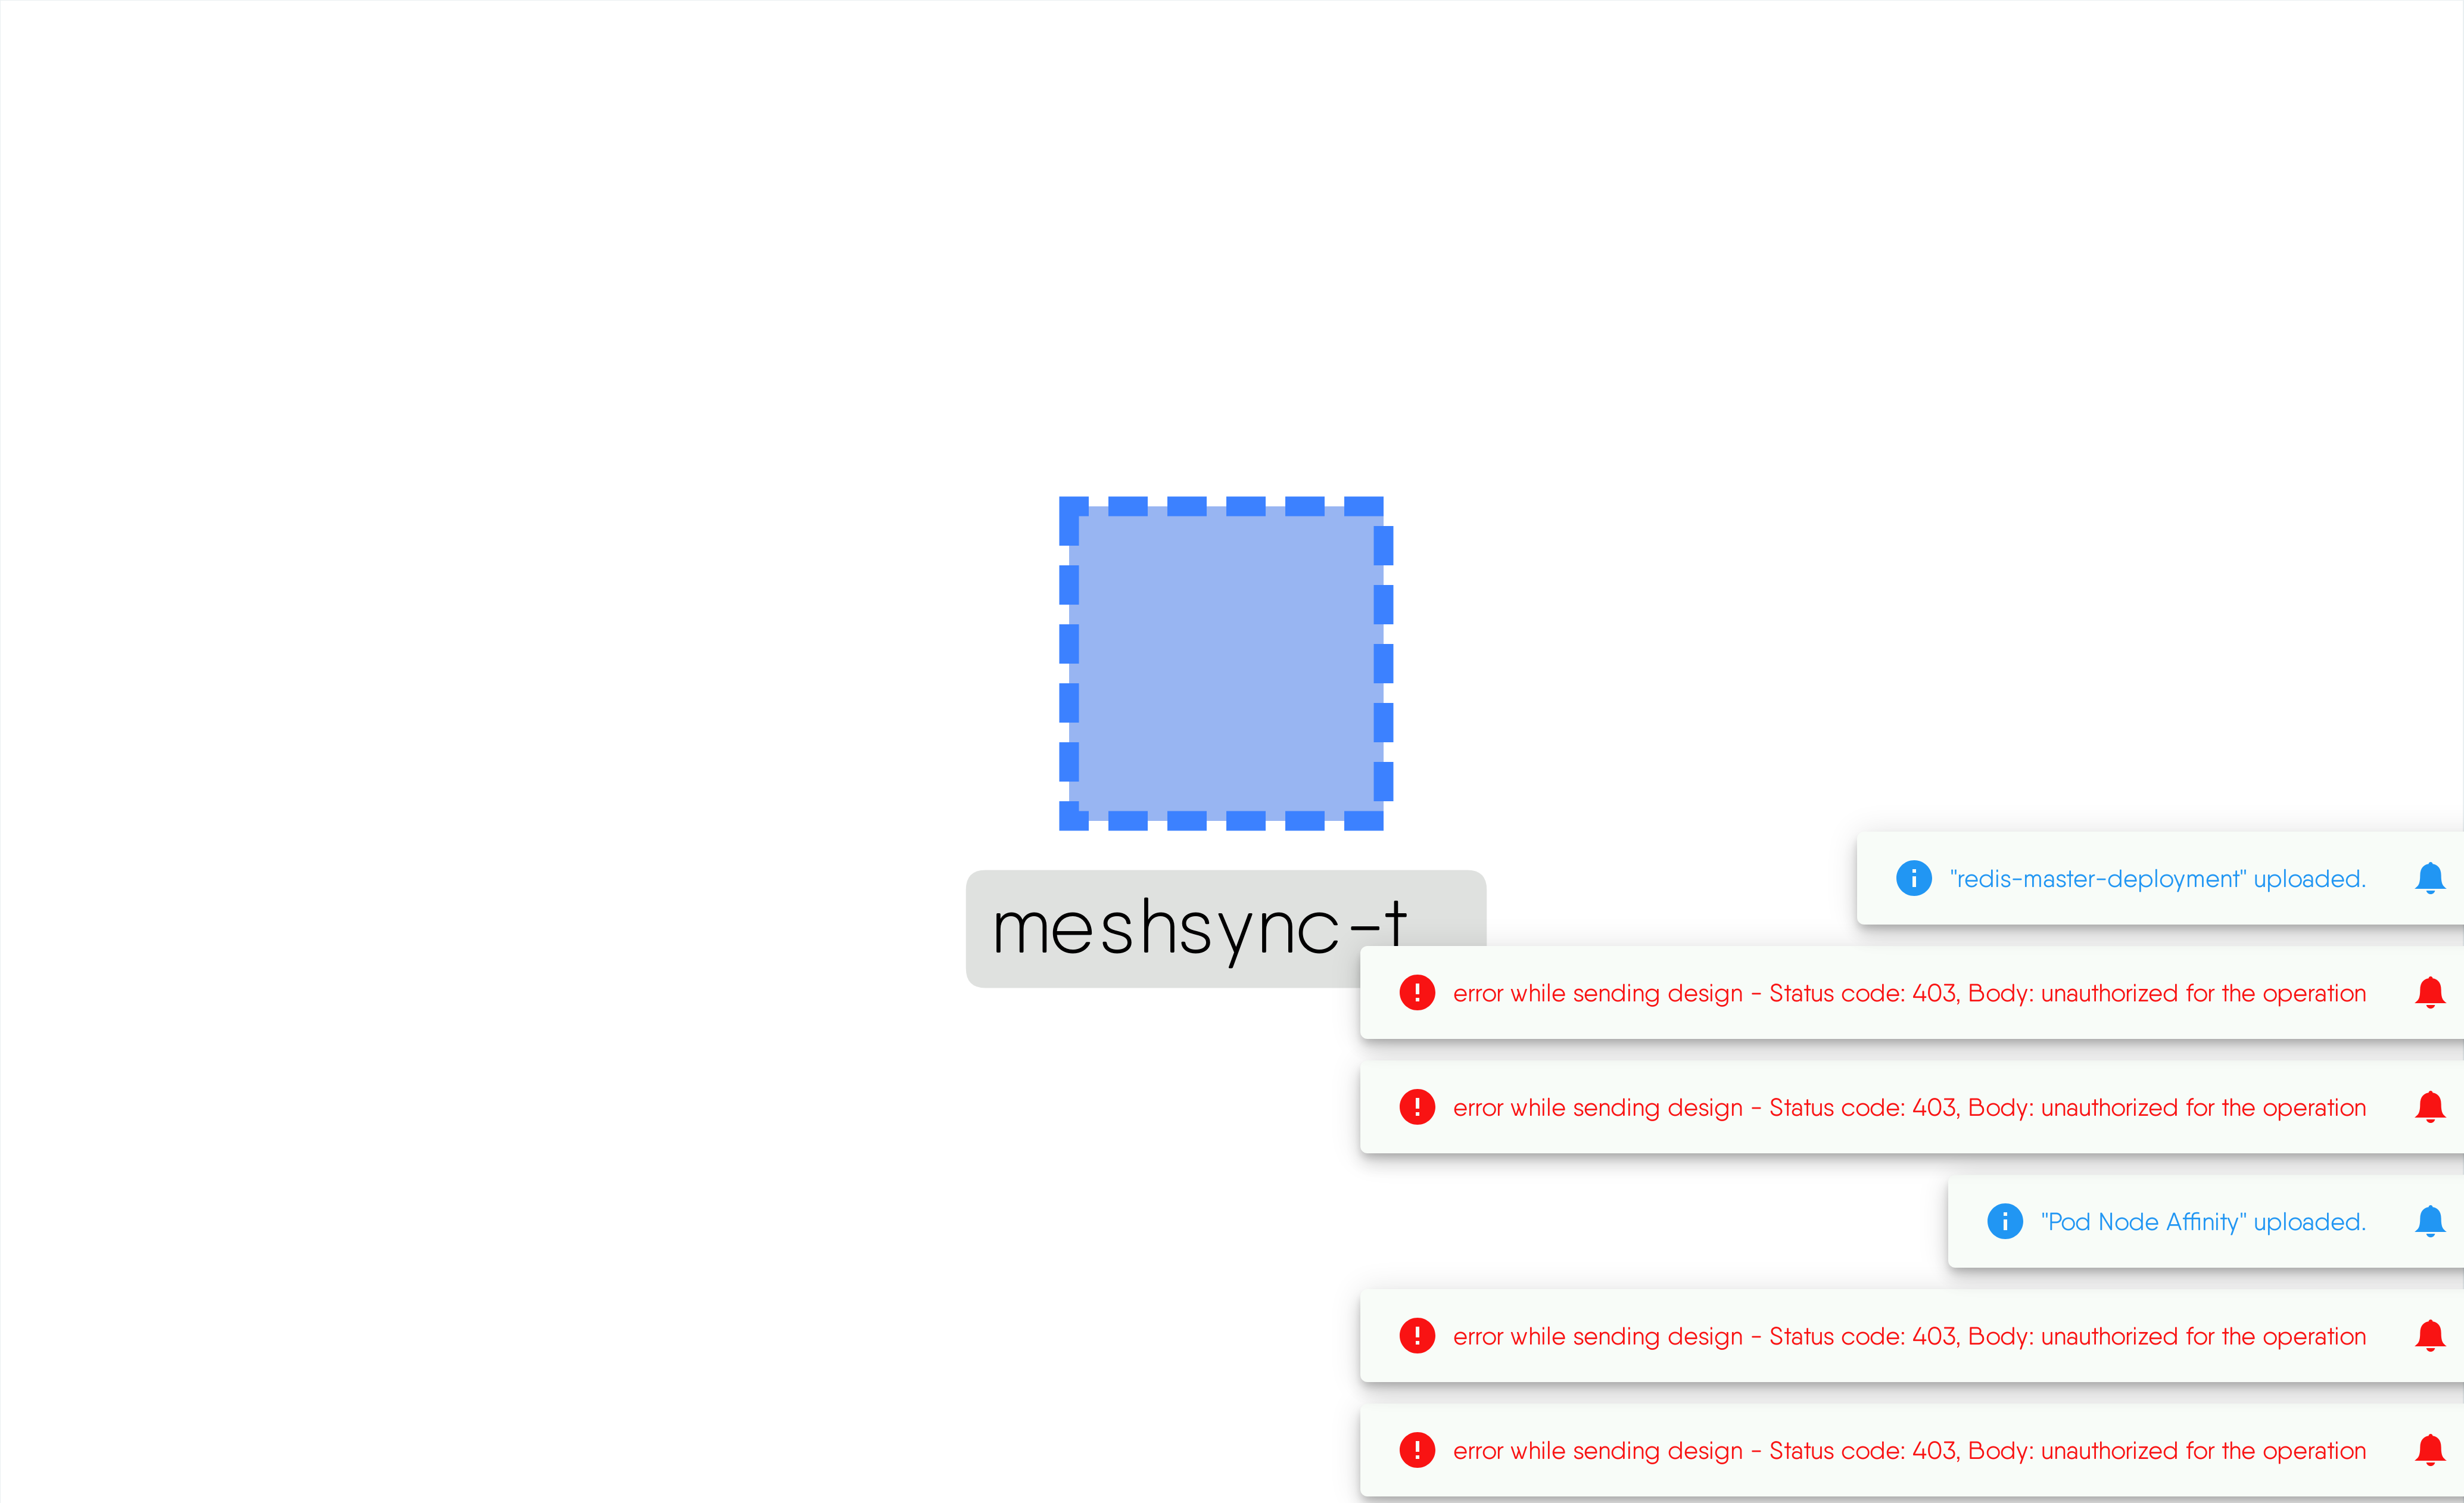 "redis-master-deployment" uploaded.
meshsync-t
error while sending design - Status code: 403, Body: unauthorized for the operation
error while sending design - Status code: 403, Body: unauthorized for the operation
"Pod Node Affinity" uploaded.
error while sending design - Status code: 403, Body: unauthorized for the operation
error while sending design - Status code: 403, Body: unauthorized for the operation